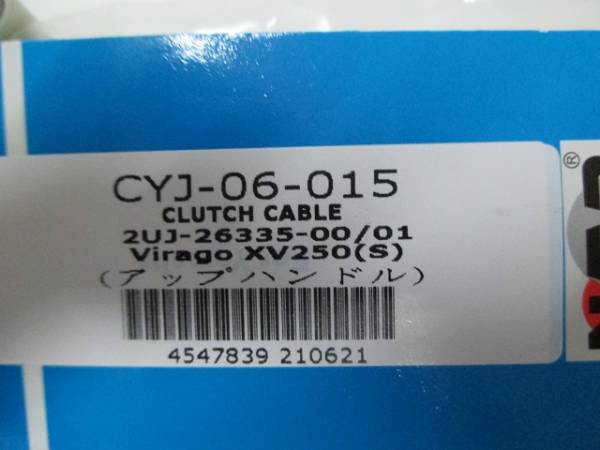 CYJ-06-015
CLUTCH CABLE
2UJ-26335-00/01
Virago XV250(S)
(アップハンドル)
4547839 210621
®